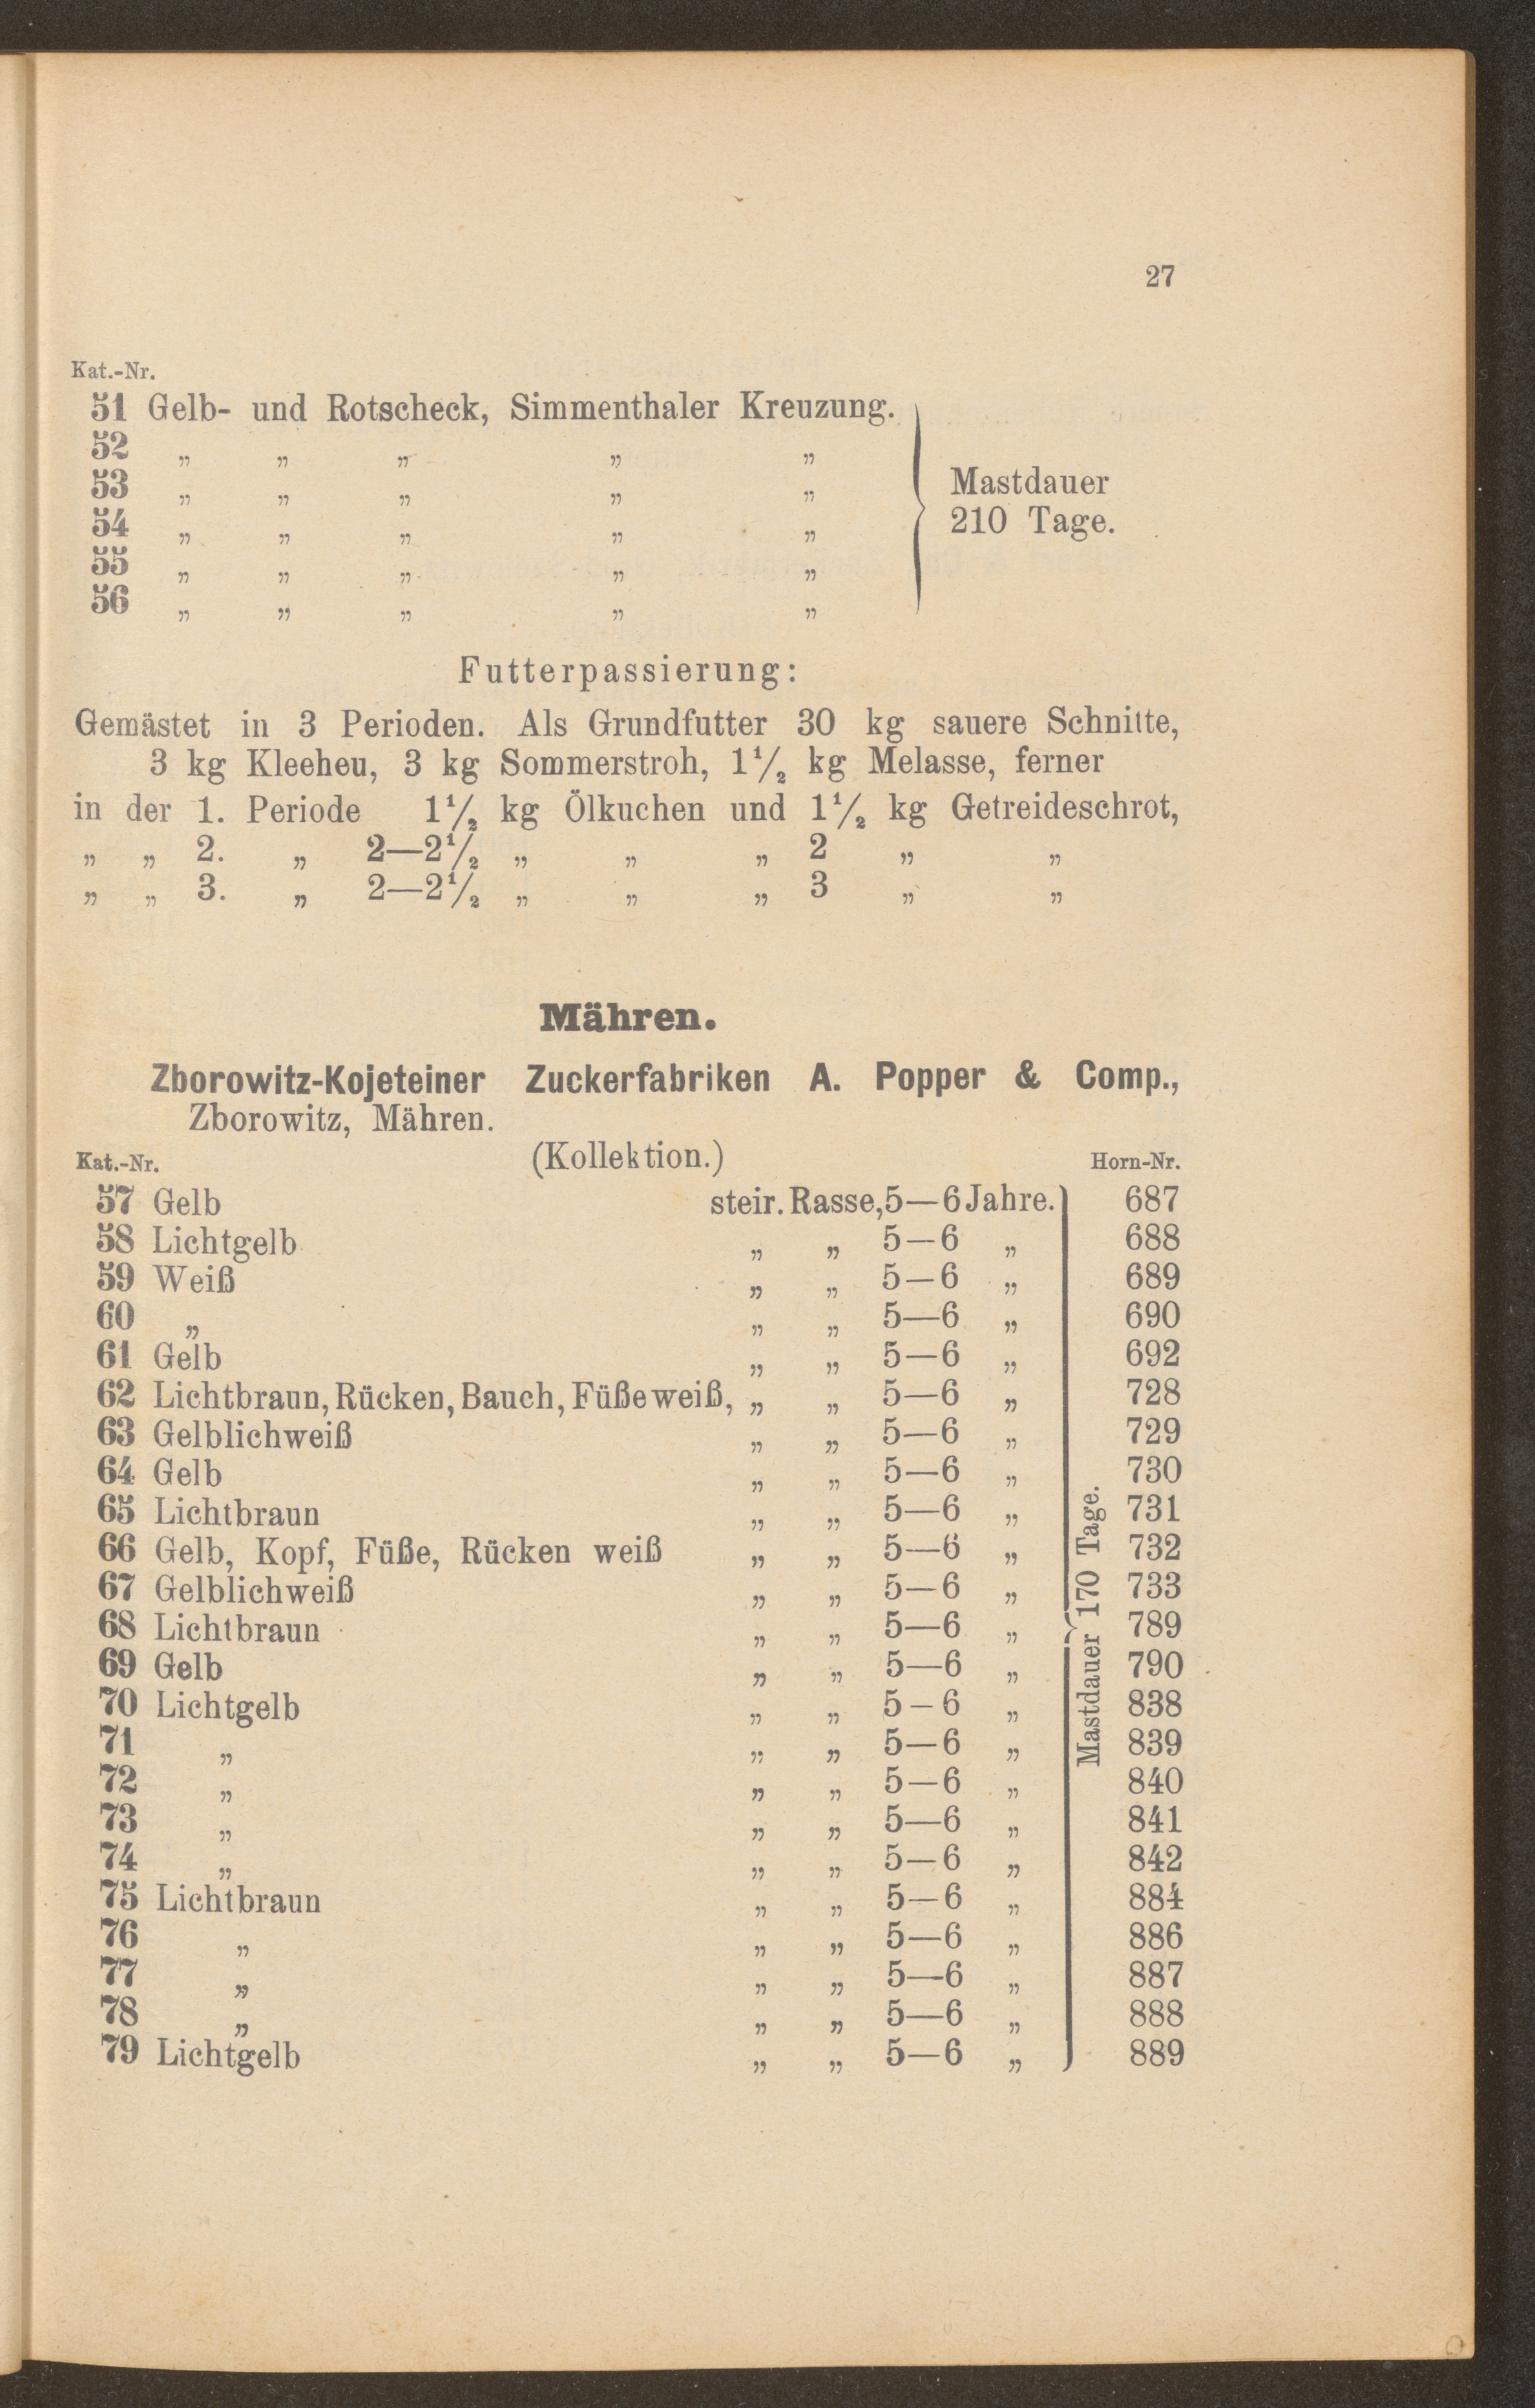 27
Kat.-Nr.
51 Gelb- und Rotscheck, Simmenthaler Kreuzung.
52 „ „ „ „ „
53 „ „ „ „ „
54 „ „ „ „ „
55 „ „ „ „ „
56 „ „ „ „ „
Mastdauer
210 Tage.
Futterpassierung:
Gemästet in 3 Perioden. Als Grundfutter 30 kg sauere Schnitte,
3 kg Kleeheu, 3 kg Sommerstroh, 1¹/₂ kg Melasse, ferner
in der 1. Periode 1¹/₂ kg Ölkuchen und 1¹/₂ kg Getreideschrot,
„ „ 2. „ 2—2¹/₂ „ „ „ 2 „ „
„ „ 3. „ 2—2¹/₂ „ „ „ 3 „ „
Mähren.
Zborowitz-Kojeteiner Zuckerfabriken A. Popper & Comp.,
Zborowitz, Mähren.
Kat.-Nr. (Kollektion.) Horn-Nr.
57 Gelb steir. Rasse, 5—6 Jahre. 687
58 Lichtgelb „ „ 5—6 „ 688
59 Weiß „ „ 5—6 „ 689
60 „ „ „ 5—6 „ 690
61 Gelb „ „ 5—6 „ 692
62 Lichtbraun, Rücken, Bauch, Füße weiß, „ „ 5—6 „ 728
63 Gelblichweiß „ „ 5—6 „ 729
64 Gelb „ „ 5—6 „ 730
65 Lichtbraun „ „ 5—6 „ 731
66 Gelb, Kopf, Füße, Rücken weiß „ „ 5—6 „ 732
67 Gelblichweiß „ „ 5—6 „ 733
68 Lichtbraun „ „ 5—6 „ 789
69 Gelb „ „ 5—6 „ 790
70 Lichtgelb „ „ 5—6 „ 838
71 „ „ „ 5—6 „ 839
72 „ „ „ 5—6 „ 840
73 „ „ „ 5—6 „ 841
74 „ „ „ 5—6 „ 842
75 Lichtbraun „ „ 5—6 „ 884
76 „ „ „ 5—6 „ 886
77 „ „ „ 5—6 „ 887
78 „ „ „ 5—6 „ 888
79 Lichtgelb „ „ 5—6 „ 889
Mastdauer 170 Tage.